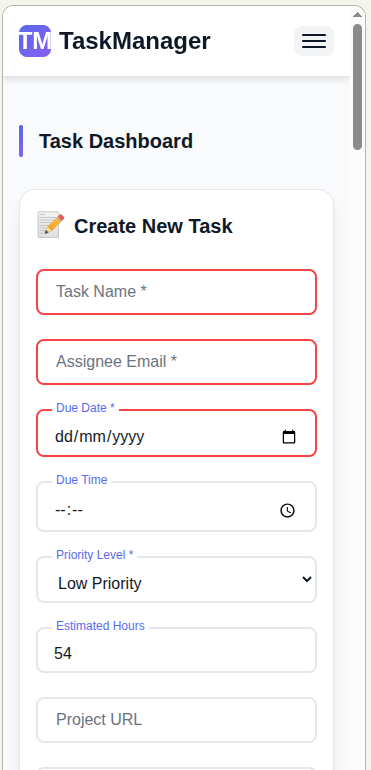 TM TaskManager
Task Dashboard
📝 Create New Task
Task Name *
Assignee Email *
Due Date *
dd/mm/yyyy
Due Time
--:--
Priority Level *
Low Priority
Estimated Hours
54
Project URL